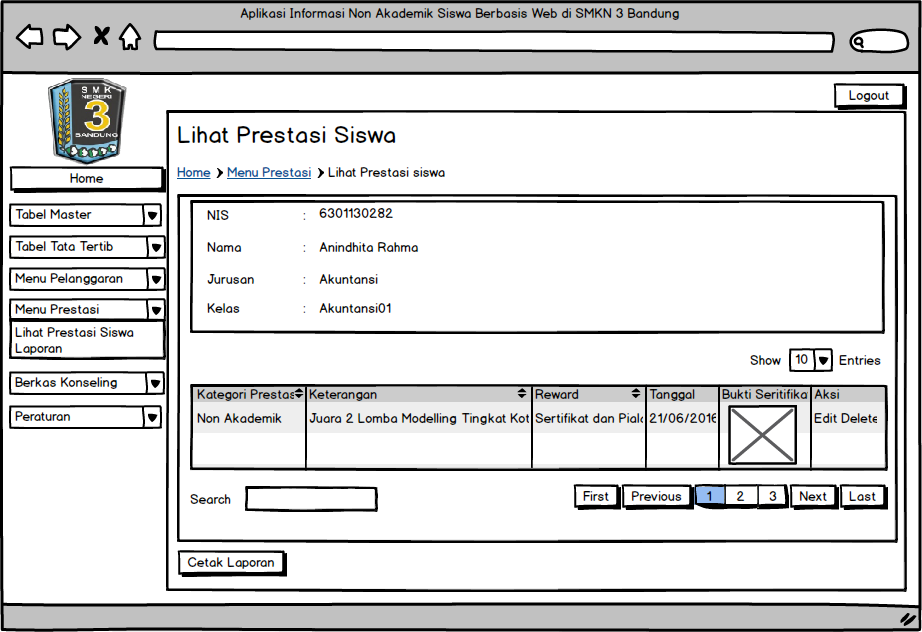 Aplikasi Informasi Non Akademik Siswa Berbasis Web di SMKN 3 Bandung
SMK
NEGERI
3
BANDUNG
Logout
Lihat Prestasi Siswa
Home
Home > Menu Prestasi > Lihat Prestasi siswa
Tabel Master
Tabel Tata Tertib
Menu Pelanggaran
Menu Prestasi
Lihat Prestasi Siswa
Laporan
Berkas Konseling
Peraturan
NIS : 6301130282
Nama : Anindhita Rahma
Jurusan : Akuntansi
Kelas : Akuntansi01
Show 10 Entries
Kategori Prestas Keterangan Reward Tanggal Bukti Seritifika Aksi
Non Akademik Juara 2 Lomba Modelling Tingkat Kot Sertifikat dan Piala 21/06/2016 Edit Delete
Search
First Previous 1 2 3 Next Last
Cetak Laporan